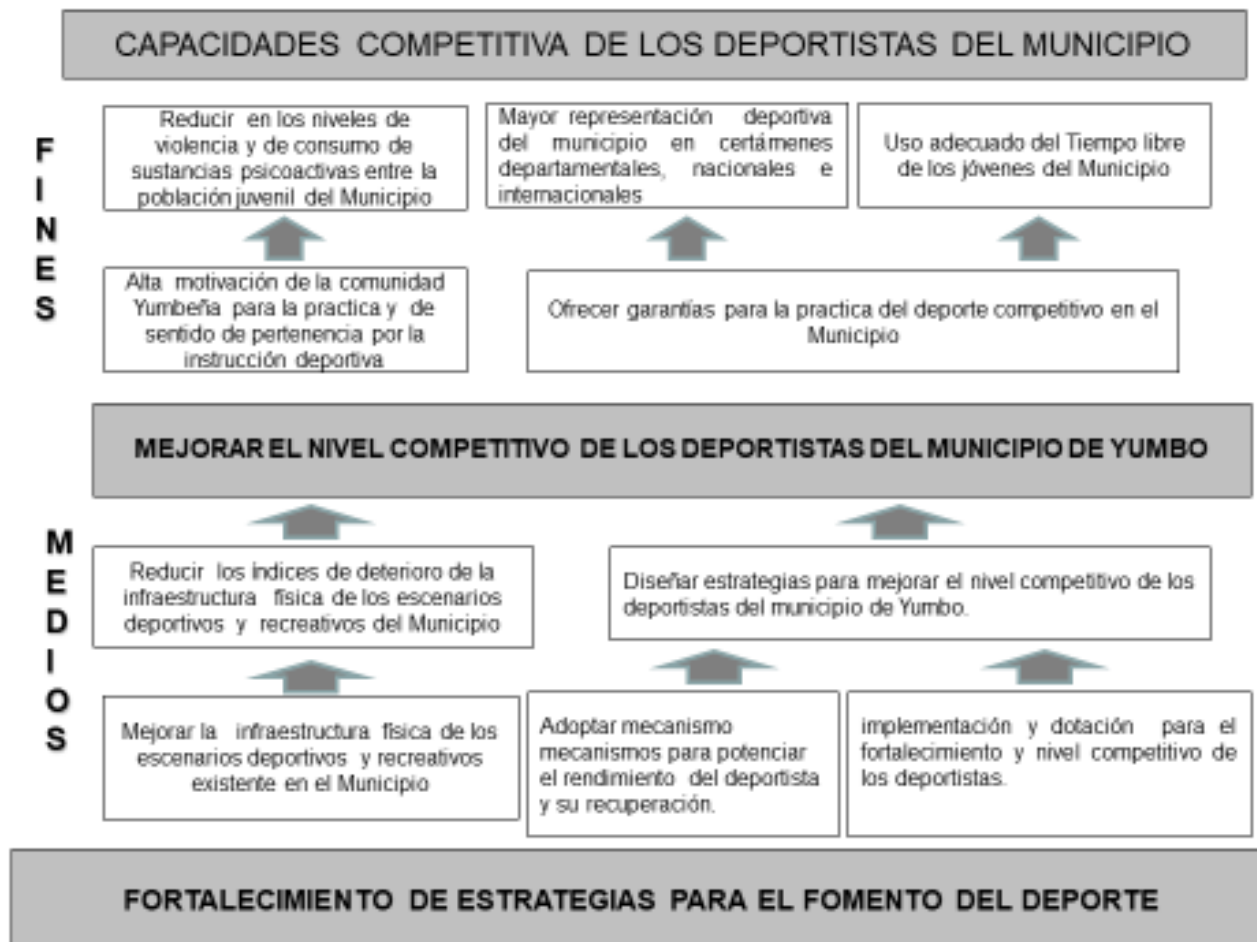 CAPACIDADES COMPETITIVA DE LOS DEPORTISTAS DEL MUNICIPIO
FINES
Reducir en los niveles de
violencia y de consumo de
sustancias psicoactivas entre la
población juvenil del Municipio
Mayor representación deportiva
del municipio en certámenes
departamentales, nacionales e
internacionales
Uso adecuado del Tiempo libre
de los jóvenes del Municipio
Alta motivación de la comunidad
Yumbeña para la practica y de
sentido de pertenencia por la
instrucción deportiva
Ofrecer garantías para la practica del deporte competitivo en el
Municipio
MEJORAR EL NIVEL COMPETITIVO DE LOS DEPORTISTAS DEL MUNICIPIO DE YUMBO
MEDIOS
Reducir los índices de deterioro de la
infraestructura física de los escenarios
deportivos y recreativos del Municipio
Diseñar estrategias para mejorar el nivel competitivo de los
deportistas del municipio de Yumbo.
Mejorar la infraestructura física de los
escenarios deportivos y recreativos
existente en el Municipio
Adoptar mecanismo
mecanismos para potenciar
el rendimiento del deportista
y su recuperación.
implementación y dotación para el
fortalecimiento y nivel competitivo de
los deportistas.
FORTALECIMIENTO DE ESTRATEGIAS PARA EL FOMENTO DEL DEPORTE